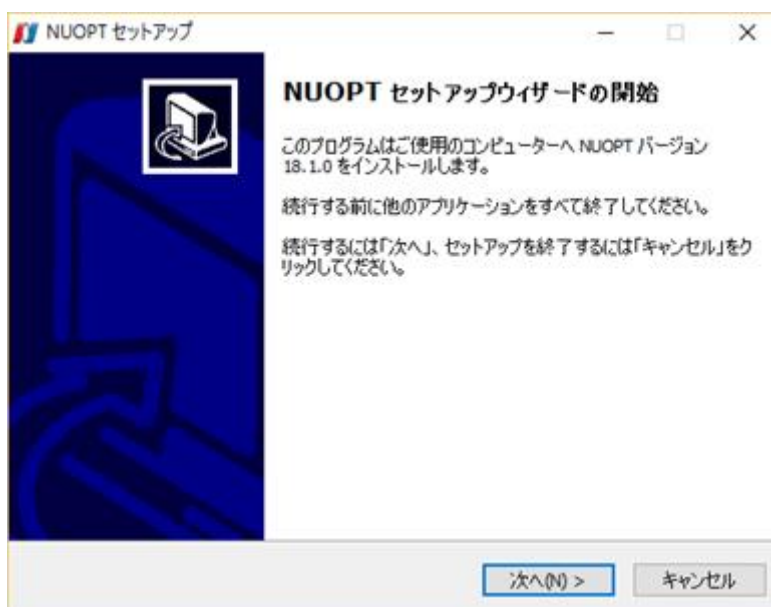 NUOPT セットアップ
NUOPT セットアップウィザードの開始
このプログラムはご使用のコンピューターへ NUOPT バージョン
18.1.0 をインストールします。
続行する前に他のアプリケーションをすべて終了してください。
続行するには「次へ」、セットアップを終了するには「キャンセル」をク
リックしてください。
次へ(N) >
キャンセル